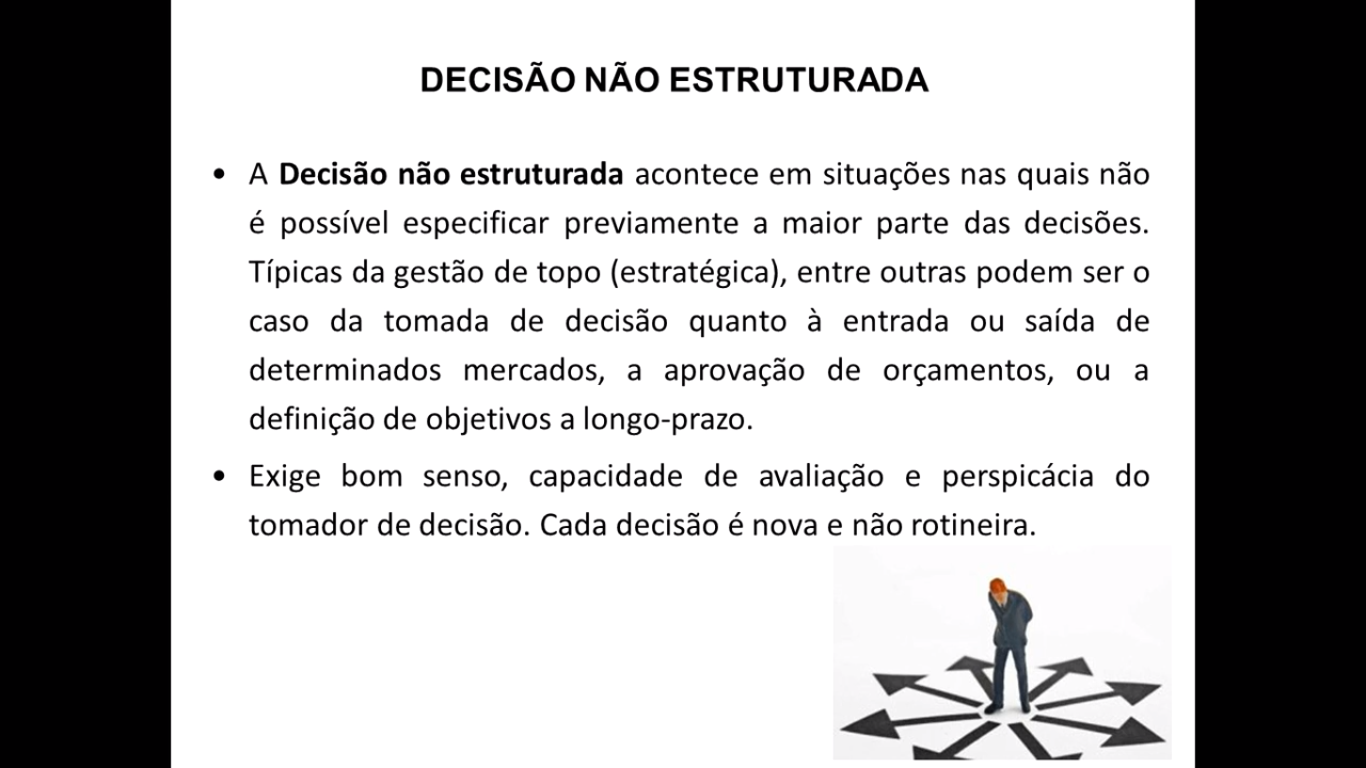 DECISÃO NÃO ESTRUTURADA
• A Decisão não estruturada acontece em situações nas quais não
é possível especificar previamente a maior parte das decisões.
Típicas da gestão de topo (estratégica), entre outras podem ser o
caso da tomada de decisão quanto à entrada ou saída de
determinados mercados, a aprovação de orçamentos, ou a
definição de objetivos a longo-prazo.
• Exige bom senso, capacidade de avaliação e perspicácia do
tomador de decisão. Cada decisão é nova e não rotineira.